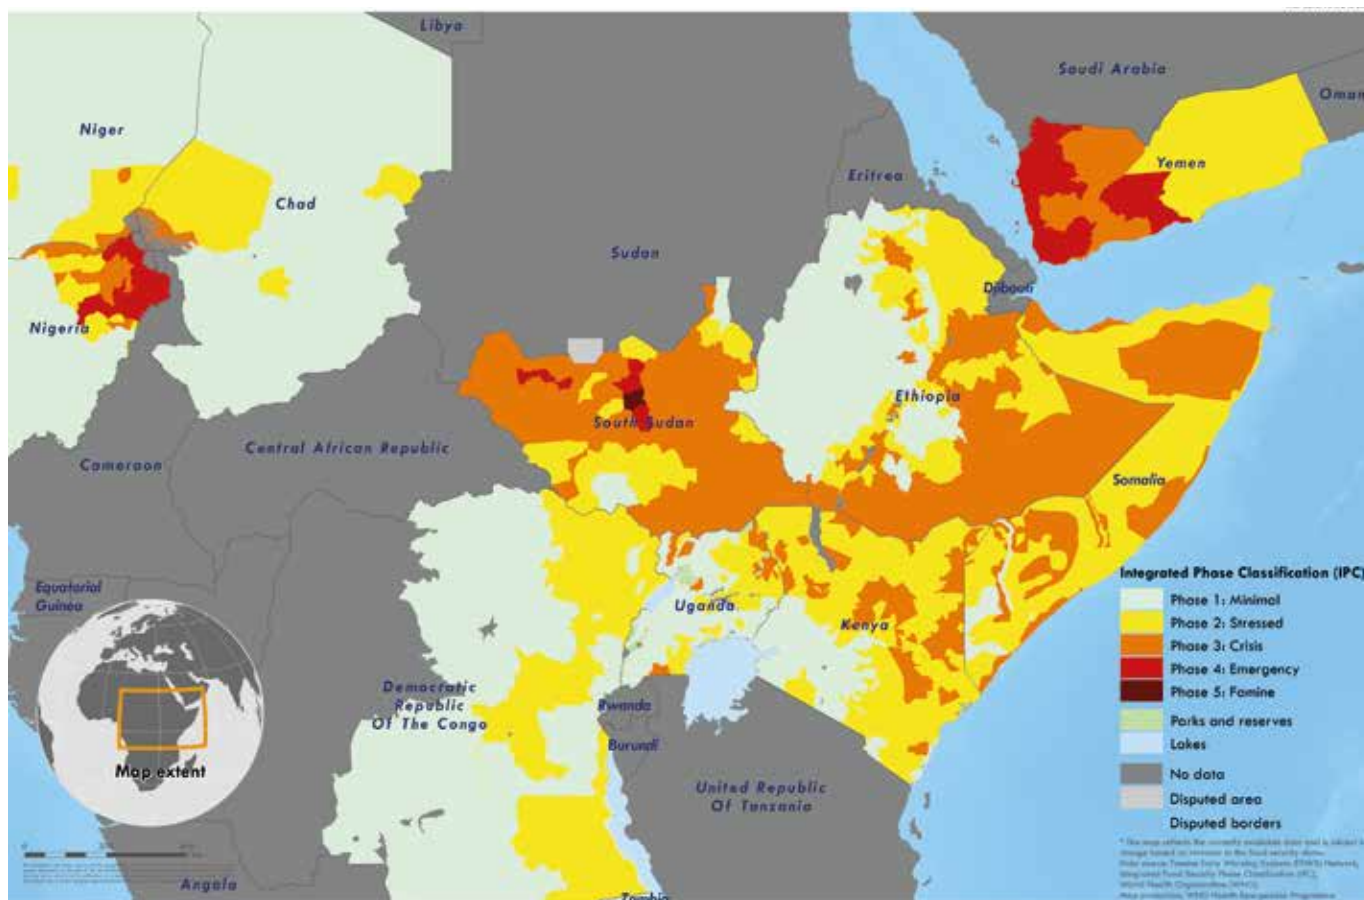 Libya
Saudi Arabia
Oman
Niger
Yemen
Eritrea
Chad
Sudan
Djibouti
Nigeria
Ethiopia
South Sudan
Central African Republic
Cameroon
Somalia
Integrated Phase Classification (IPC)
Phase 1: Minimal
Phase 2: Stressed
Phase 3: Crisis
Phase 4: Emergency
Phase 5: Famine
Parks and reserves
Lakes
No data
Disputed area
Disputed borders
Equatorial
Guinea
Uganda
Kenya
Democratic
Republic
Of The Congo
Rwanda
Burundi
Map extent
United Republic
Of Tanzania
Angola
Zambia